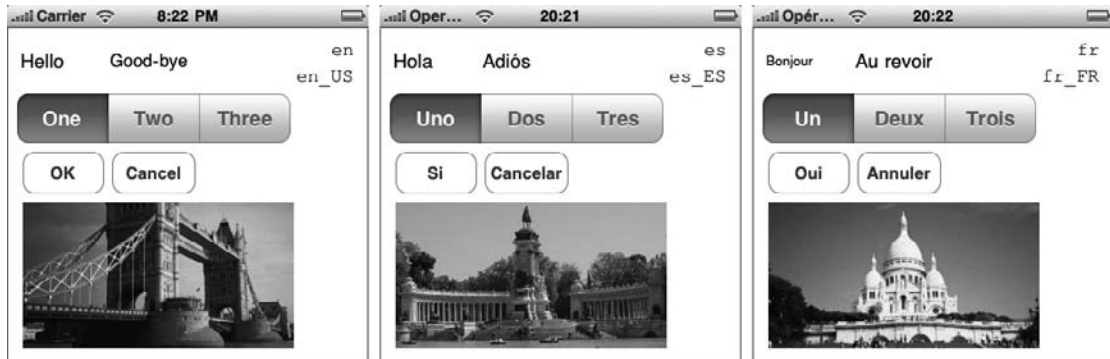 Carrier 8:22 PM
Hello Good-bye en
en_US
One Two Three
OK Cancel
Oper... 20:21
Hola Adiós es
es_ES
Uno Dos Tres
Si Cancelar
Opér... 20:22
Bonjour Au revoir fr
fr_FR
Un Deux Trois
Oui Annuler